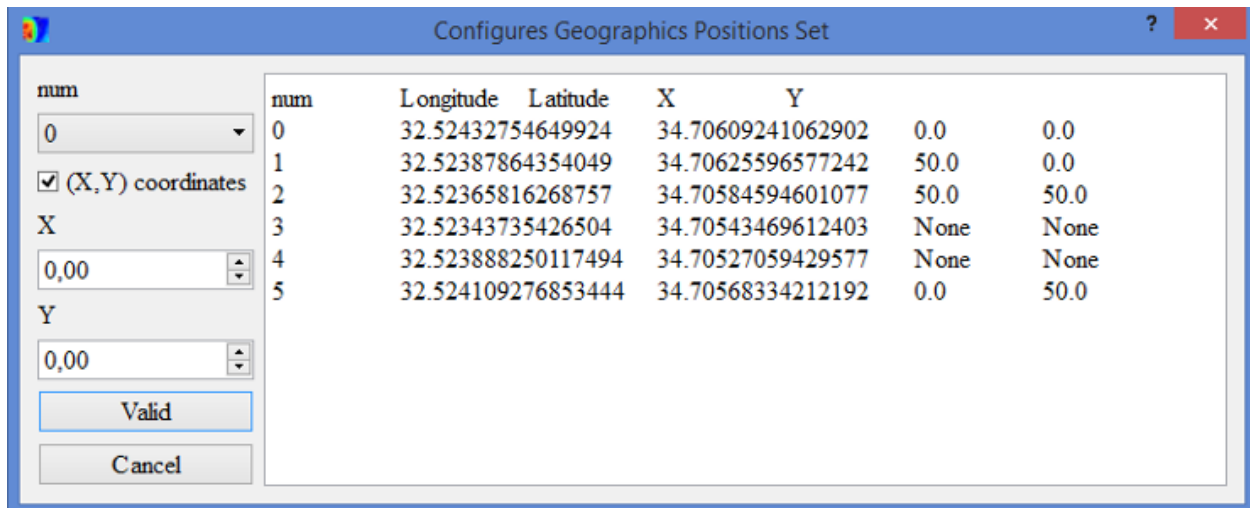 Configures Geographics Positions Set ? ×
num
0
(X,Y) coordinates
X
0,00
Y
0,00
Valid
Cancel
num Longitude Latitude X Y
0 32.52432754649924 34.70609241062902 0.0 0.0
1 32.52387864354049 34.70625596577242 50.0 0.0
2 32.52365816268757 34.70584594601077 50.0 50.0
3 32.52343735426504 34.70543469612403 None None
4 32.523888250117494 34.70527059429577 None None
5 32.524109276853444 34.70568334212192 0.0 50.0